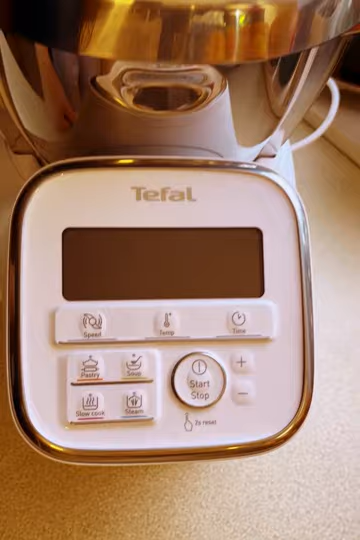 Tefal
Speed
Temp
Time
Pastry
Soup
Slow cook
Steam
Start
Stop
+
-
2s reset